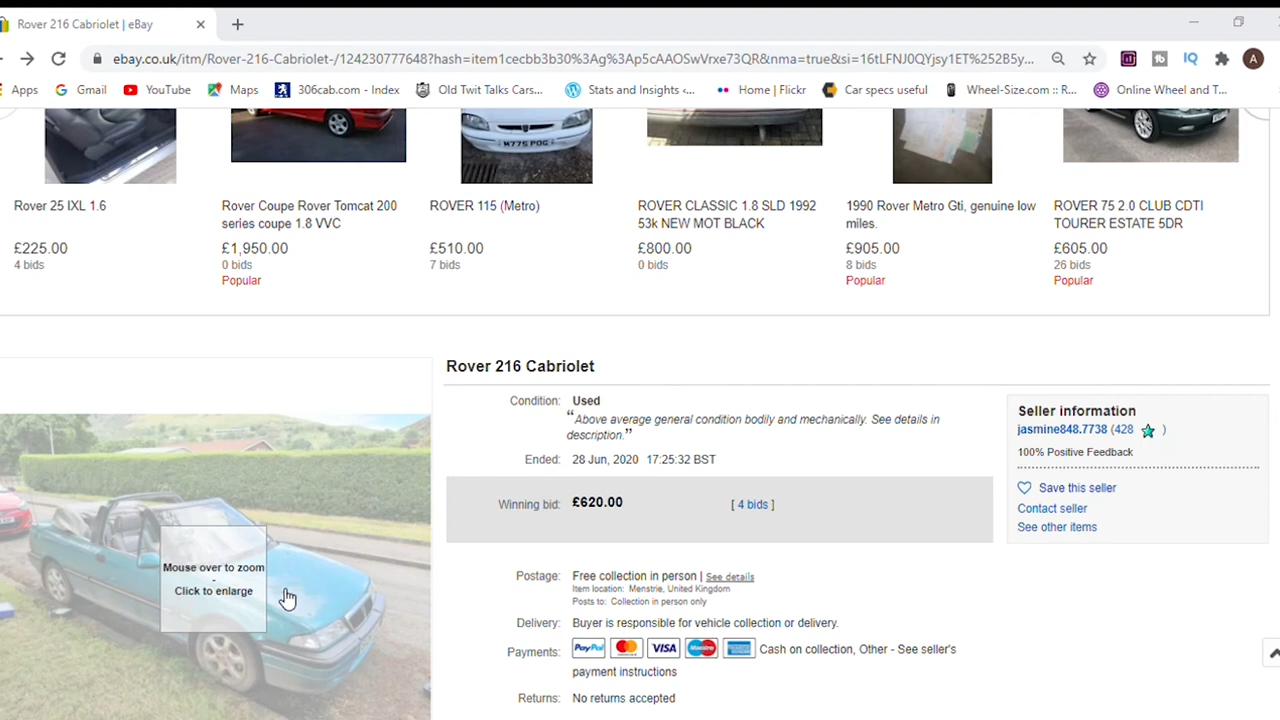 Rover 216 Cabriolet | eBay
ebay.co.uk/itm/Rover-216-Cabriolet-/124230777648?hash=item1cecbb3b30%3Ag%3Ap5cAAOSwVrxe73QR&nma=true&si=16tLFNJ0QYjsy1ET%252B5y...
Apps Gmail YouTube Maps 306cab.com - Index Old Twit Talks Cars... Stats and Insights ‹... Home | Flickr Car specs useful Wheel-Size.com :: R... Online Wheel and T...
IQ A
M775 POG
Rover 25 IXL 1.6
£225.00
4 bids
Rover Coupe Rover Tomcat 200
series coupe 1.8 VVC
£1,950.00
0 bids
Popular
ROVER 115 (Metro)
£510.00
7 bids
ROVER CLASSIC 1.8 SLD 1992
53k NEW MOT BLACK
£800.00
0 bids
1990 Rover Metro Gti, genuine low
miles.
£905.00
8 bids
Popular
ROVER 75 2.0 CLUB CDTI
TOURER ESTATE 5DR
£605.00
26 bids
Popular
Mouse over to zoom
-
Click to enlarge
Rover 216 Cabriolet
Condition: Used
“Above average general condition bodily and mechanically. See details in
description.”
Ended: 28 Jun, 2020 17:25:32 BST
Winning bid: £620.00 [ 4 bids ]
Postage: Free collection in person | See details
Item location: Menstrie, United Kingdom
Posts to: Collection in person only
Delivery: Buyer is responsible for vehicle collection or delivery.
Payments: PayPal VISA Maestro Cash on collection, Other - See seller's
payment instructions
Returns: No returns accepted
Seller information
jasmine848.7738 (428 )
100% Positive Feedback
Save this seller
Contact seller
See other items